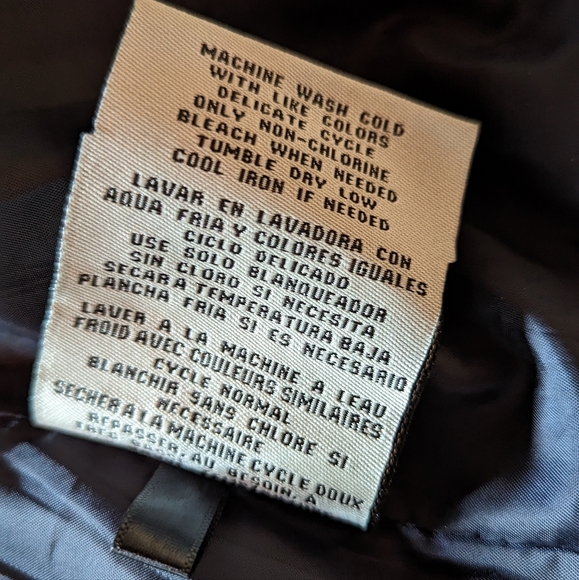 MACHINE WASH COLD
WITH LIKE COLORS
DELICATE CYCLE
ONLY NON-CHLORINE
BLEACH WHEN NEEDED
TUMBLE DRY LOW
COOL IRON IF NEEDED
LAVAR EN LAVADORA CON
AQUA FRIA Y COLORES IGUALES
CICLO DELICADO
USE SOLO BLANQUEADOR
SIN CLORO SI NECESITA
SECAR A TEMPERATURA BAJA
PLANCHA FRIA SI ES NECESARIO
LAVER A LA MACHINE A LEAU
FROID AVEC COULEURS SIMILAIRES
CYCLE NORMAL
BLANCHIR SANS CHLORE SI
NECESSAIRE
SECHER A LA MACHINE CYCLE DOUX
REPASSER, AU BESOIN, A